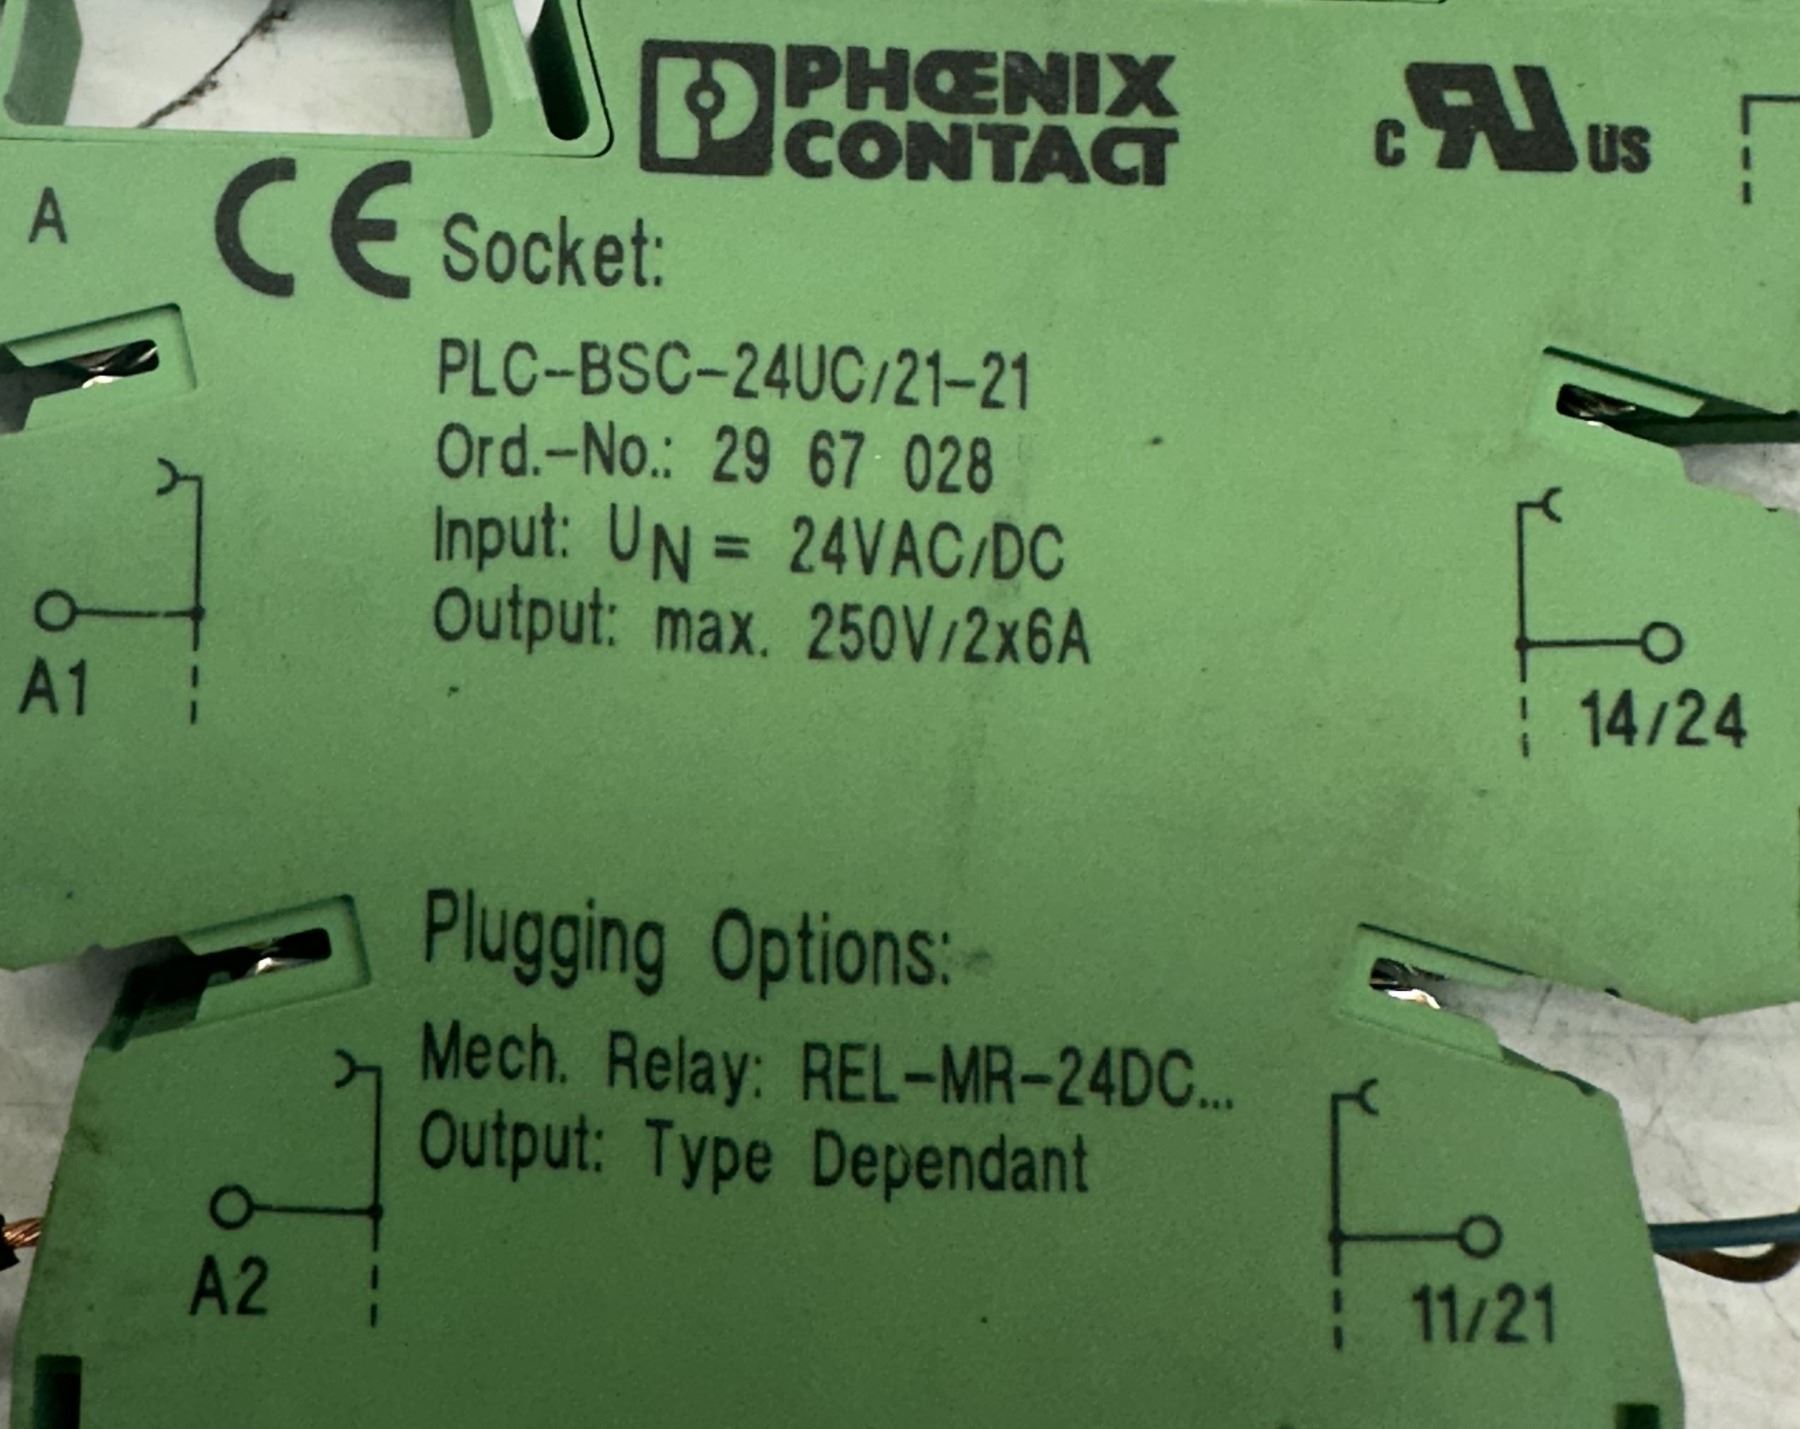 PHŒNIX
CONTACT
C RU US
A
CE
Socket:
PLC-BSC-24UC/21-21
Ord.-No.: 29 67 028
Input: UN = 24VAC/DC
Output: max. 250V/2x6A
A1
14/24
Plugging Options:
Mech. Relay: REL-MR-24DC...
Output: Type Dependant
A2
11/21